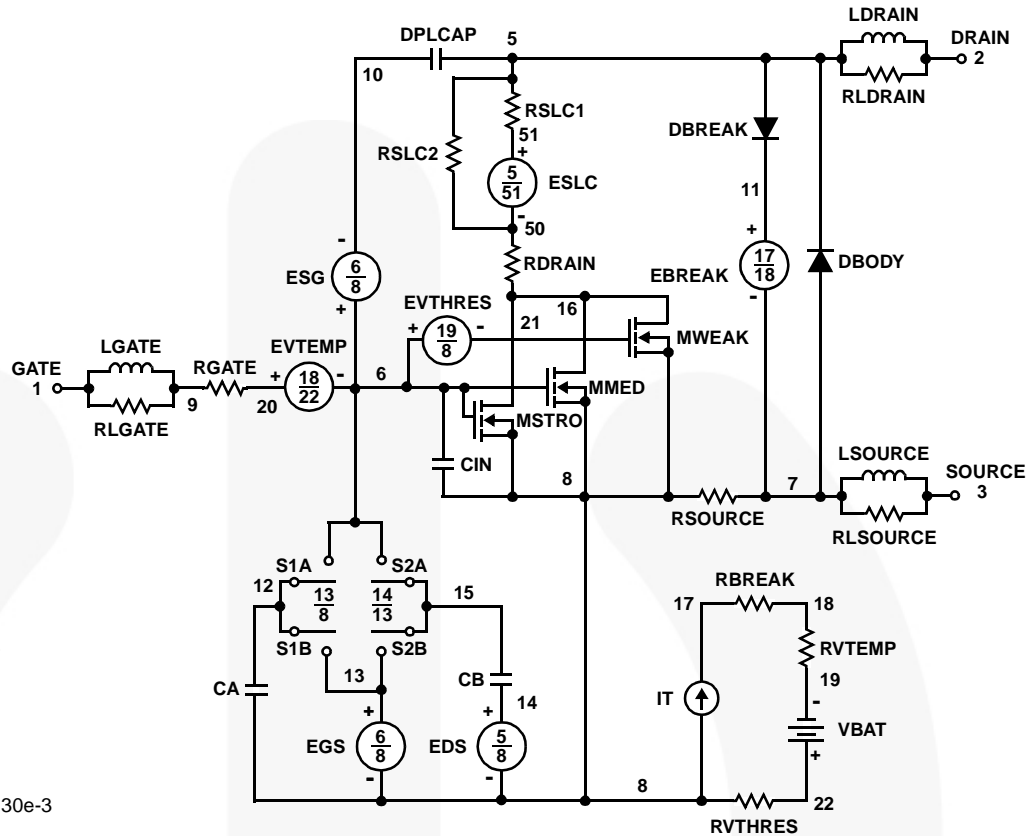 LDRAIN
DPLCAP
5
DRAIN
2
10
RLDRAIN
RSLC1
DBREAK
51
+
RSLC2
5
51
ESLC
11
-
50
-
+
ESG
6
8
RDRAIN
EBREAK
17
18
DBODY
+
EVTHRES
16
-
+
19
8
-
21
MWEAK
LGATE
EVTEMP
GATE
1
RGATE
+
18
22
-
6
MMED
9
20
MSTRO
RLGATE
LSOURCE
CIN
8
7
SOURCE
3
RSOURCE
RLSOURCE
S1A
S2A
12
13
8
14
13
15
RBREAK
17
18
S1B
S2B
RVTEMP
13
CB
CA
14
IT
19
-
+
+
VBAT
EGS
6
8
EDS
5
8
+
-
-
8
22
30e-3
RVTHRES